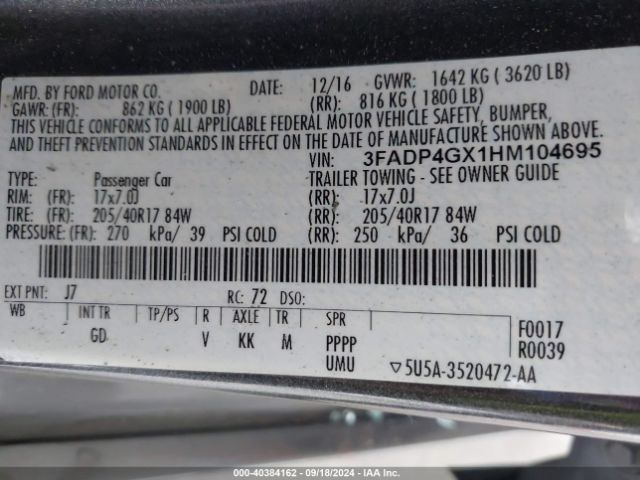 MFD. BY FORD MOTOR CO. DATE: 12/16 GVWR: 1642 KG ( 3620 LB)
GAWR: (FR): 862 KG ( 1900 LB) (RR): 816 KG ( 1800 LB)
THIS VEHICLE CONFORMS TO ALL APPLICABLE FEDERAL MOTOR VEHICLE SAFETY, BUMPER,
AND THEFT PREVENTION STANDARDS IN EFFECT ON THE DATE OF MANUFACTURE SHOWN ABOVE.
VIN: 3FADP4GX1HM104695
TYPE: Passenger Car TRAILER TOWING - SEE OWNER GUIDE
RIM: (FR): 17x7.0J (RR): 17x7.0J
TIRE: (FR): 205/40R17 84W (RR): 205/40R17 84W
PRESSURE: (FR): 270 kPa/ 39 PSI COLD (RR): 250 kPa/ 36 PSI COLD
EXT PNT: J7 RC: 72 DSO:
WB INT TR TP/PS R AXLE TR SPR F0017
GD V KK M PPPP R0039
UMU ▽5U5A-3520472-AA
000-40384162 - 09/18/2024 - IAA Inc.